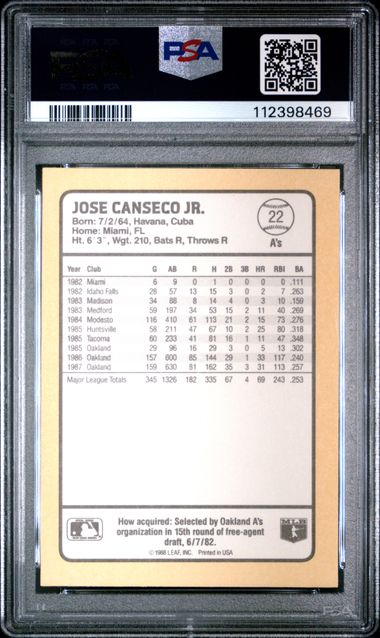 PSA
112398469
JOSE CANSECO JR.
22
Born: 7/2/64, Havana, Cuba
Home: Miami, FL
Ht. 6'3", Wgt. 210, Bats R, Throws R
A's
Year Club G AB R H 2B 3B HR RBI BA
1982 Miami 6 9 0 1 0 0 0 0 .111
1982 Idaho Falls 28 57 13 15 3 0 2 7 .263
1983 Madison 34 88 8 14 4 0 3 10 .159
1983 Medford 59 197 34 53 15 2 11 40 .269
1984 Modesto 116 410 61 113 21 2 15 73 .276
1985 Huntsville 58 211 47 67 10 2 25 80 .318
1985 Tacoma 60 233 41 81 16 1 11 47 .348
1985 Oakland 29 96 16 29 3 0 5 13 .302
1986 Oakland 157 600 85 144 29 1 33 117 .240
1987 Oakland 159 630 81 162 35 3 31 113 .257
Major League Totals 345 1326 182 335 67 4 69 243 .253
How acquired: Selected by Oakland A's
organization in 15th round of free-agent
draft, 6/7/82.
© 1988 LEAF, INC. Printed in USA
MLB
PSA